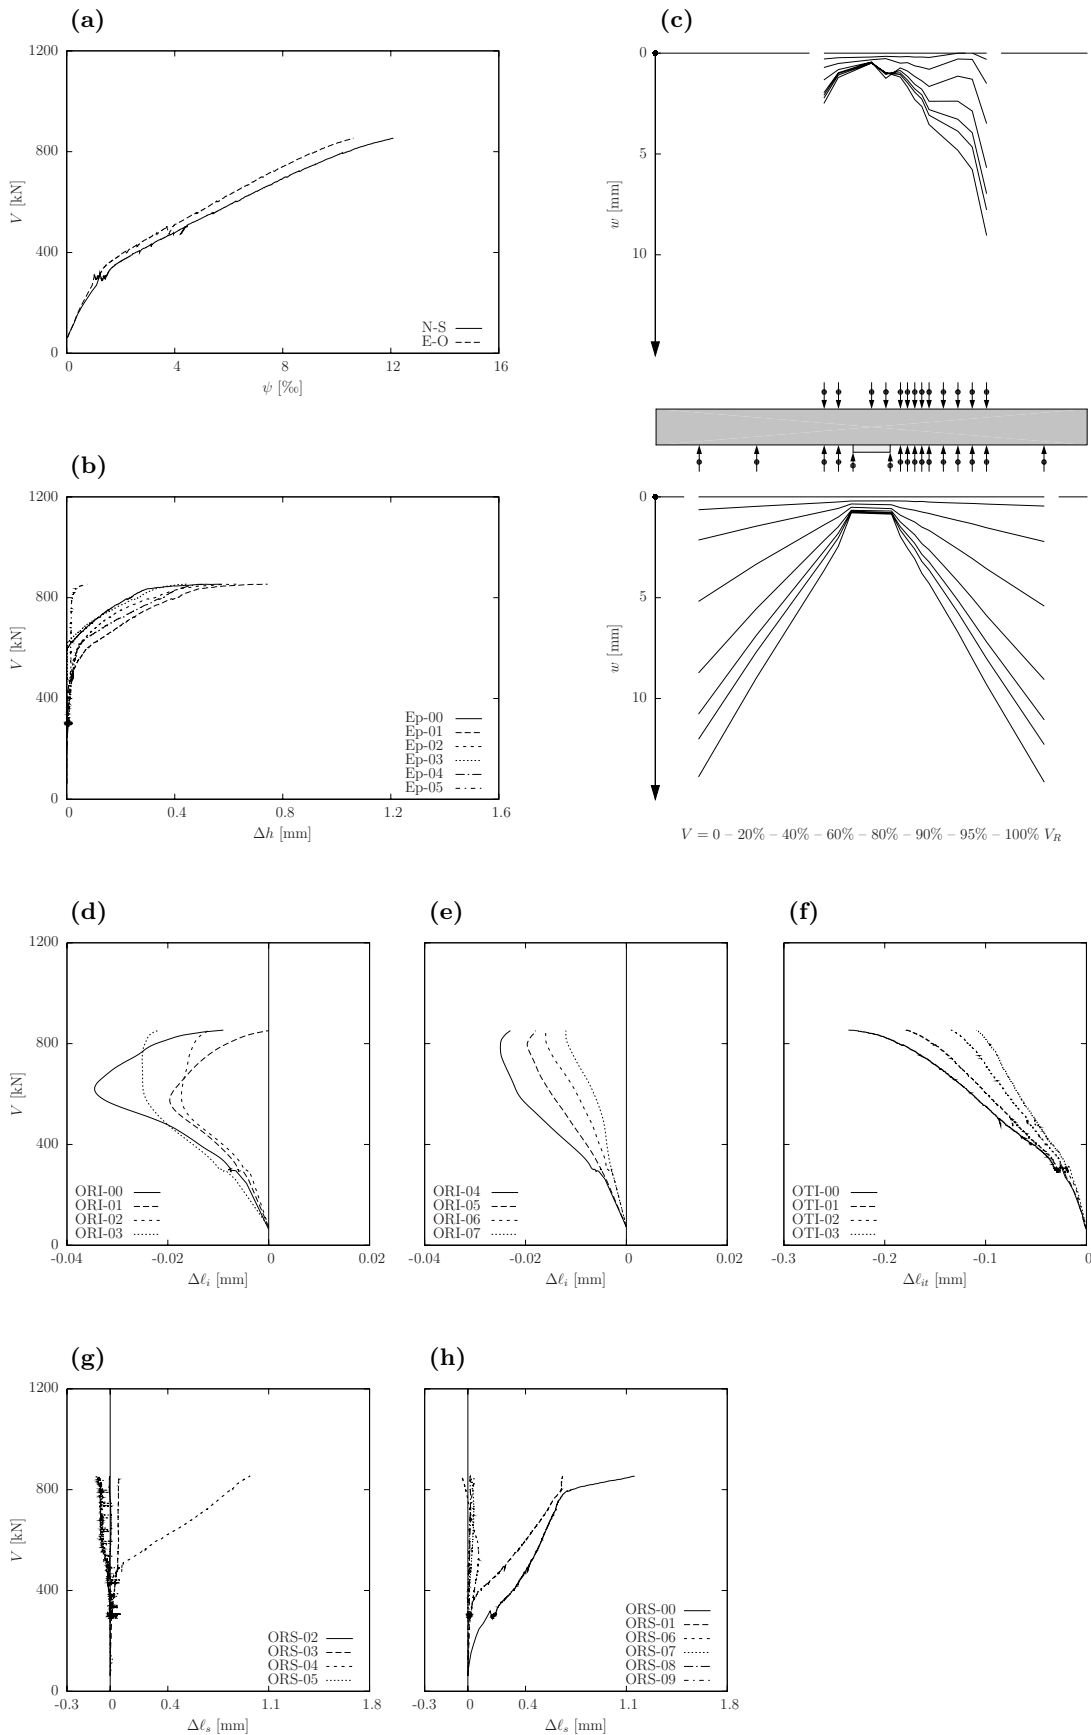 (a)
1200
800
400
0
V [kN]
0 4 8 12 16
ψ [‰]
N-S
E-O
(b)
1200
800
400
0
V [kN]
0 0.4 0.8 1.2 1.6
Δh [mm]
Ep-00
Ep-01
Ep-02
Ep-03
Ep-04
Ep-05
(c)
0
5
10
w [mm]
0
5
10
w [mm]
V = 0 – 20% – 40% – 60% – 80% – 90% – 95% – 100% V_R
(d)
1200
800
400
0
V [kN]
-0.04 -0.02 0 0.02
Δℓ_i [mm]
ORI-00
ORI-01
ORI-02
ORI-03
(e)
-0.04 -0.02 0 0.02
Δℓ_i [mm]
ORI-04
ORI-05
ORI-06
ORI-07
(f)
-0.3 -0.2 -0.1 0
Δℓ_it [mm]
OTI-00
OTI-01
OTI-02
OTI-03
(g)
1200
800
400
0
V [kN]
-0.3 0 0.4 1.1 1.8
Δℓ_s [mm]
ORS-02
ORS-03
ORS-04
ORS-05
(h)
-0.3 0 0.4 1.1 1.8
Δℓ_s [mm]
ORS-00
ORS-01
ORS-06
ORS-07
ORS-08
ORS-09